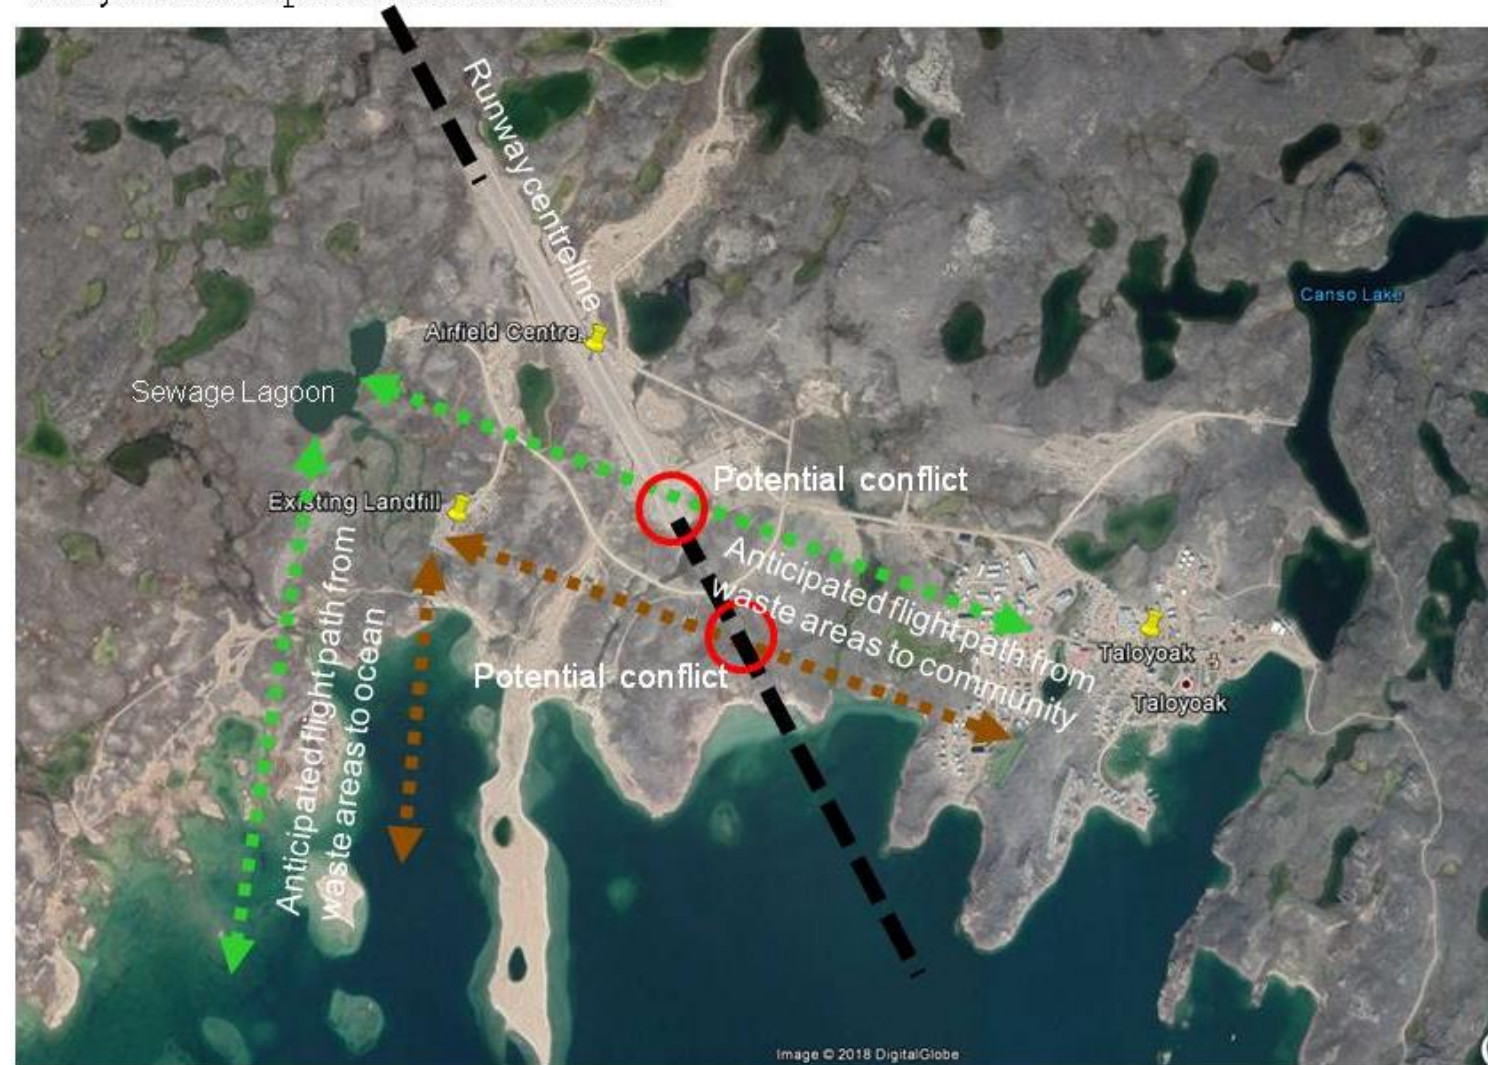 Runway centreline
Canso Lake
Airfield Centre
Sewage Lagoon
Potential conflict
Existing Landfill
Anticipated flight path from
waste areas to community
Anticipated flight path from
waste areas to ocean
Taloyoak
Potential conflict
Taloyoak
Image © 2018 DigitalGlobe